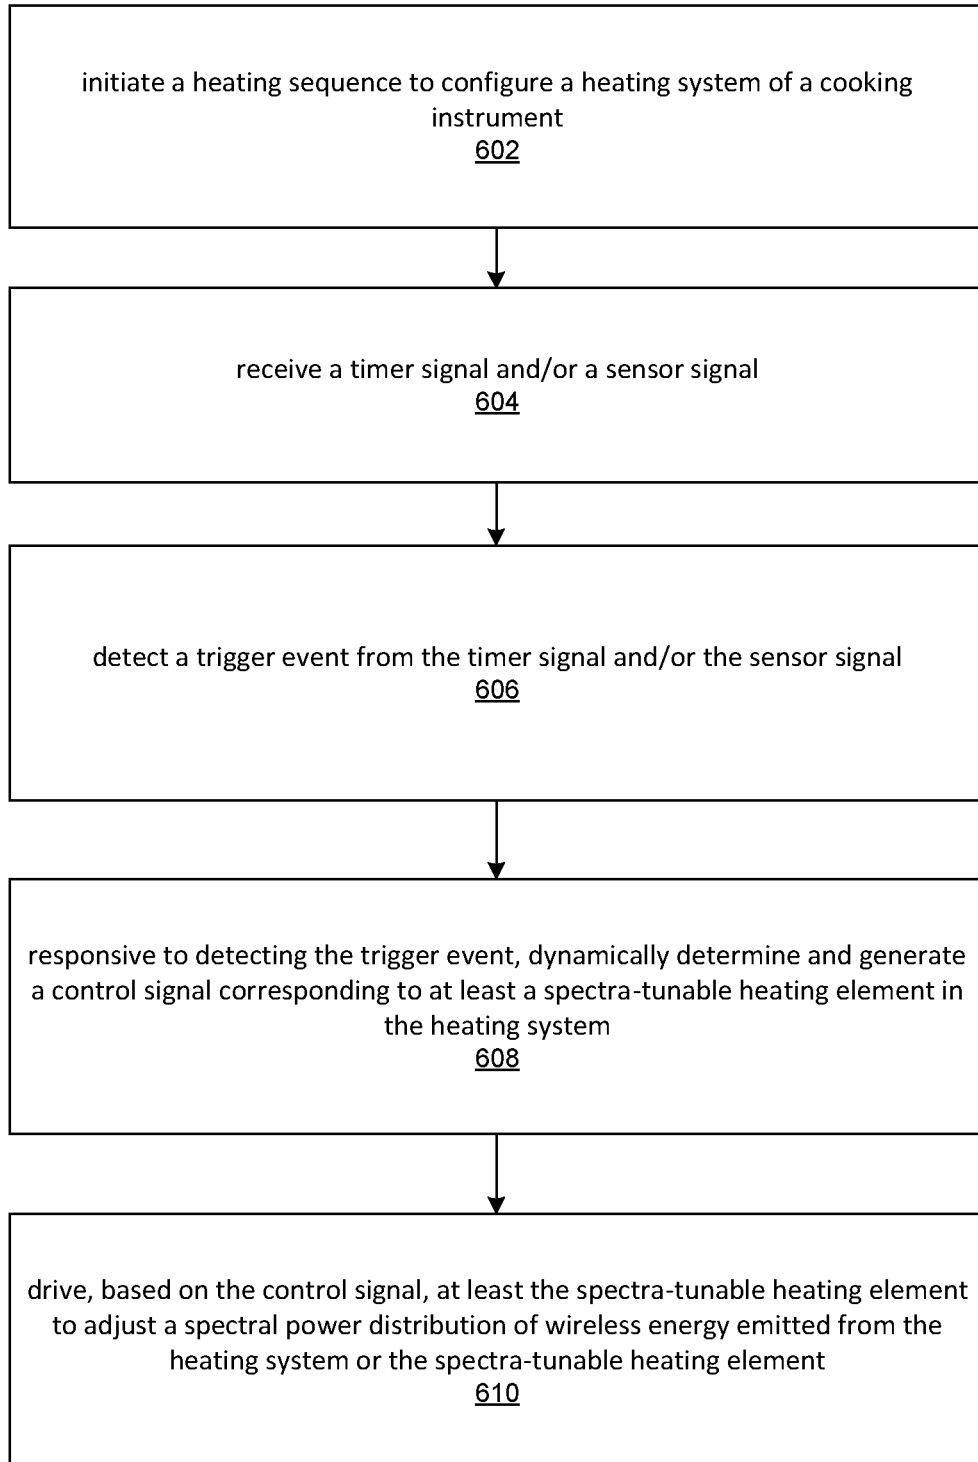 initiate a heating sequence to configure a heating system of a cooking
instrument
602
receive a timer signal and/or a sensor signal
604
detect a trigger event from the timer signal and/or the sensor signal
606
responsive to detecting the trigger event, dynamically determine and generate
a control signal corresponding to at least a spectra-tunable heating element in
the heating system
608
drive, based on the control signal, at least the spectra-tunable heating element
to adjust a spectral power distribution of wireless energy emitted from the
heating system or the spectra-tunable heating element
610